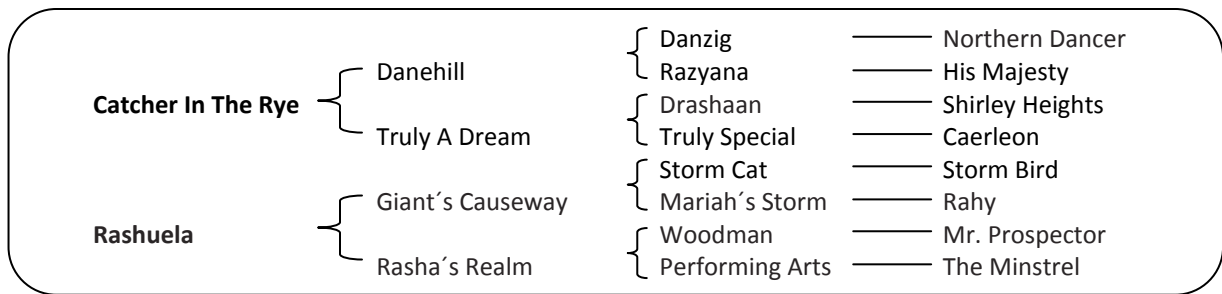 Danzig Northern Dancer
Danehill
Razyana His Majesty
Catcher In The Rye
Drashaan Shirley Heights
Truly A Dream
Truly Special Caerleon
Storm Cat Storm Bird
Giant´s Causeway
Mariah´s Storm Rahy
Rashuela
Woodman Mr. Prospector
Rasha´s Realm
Performing Arts The Minstrel